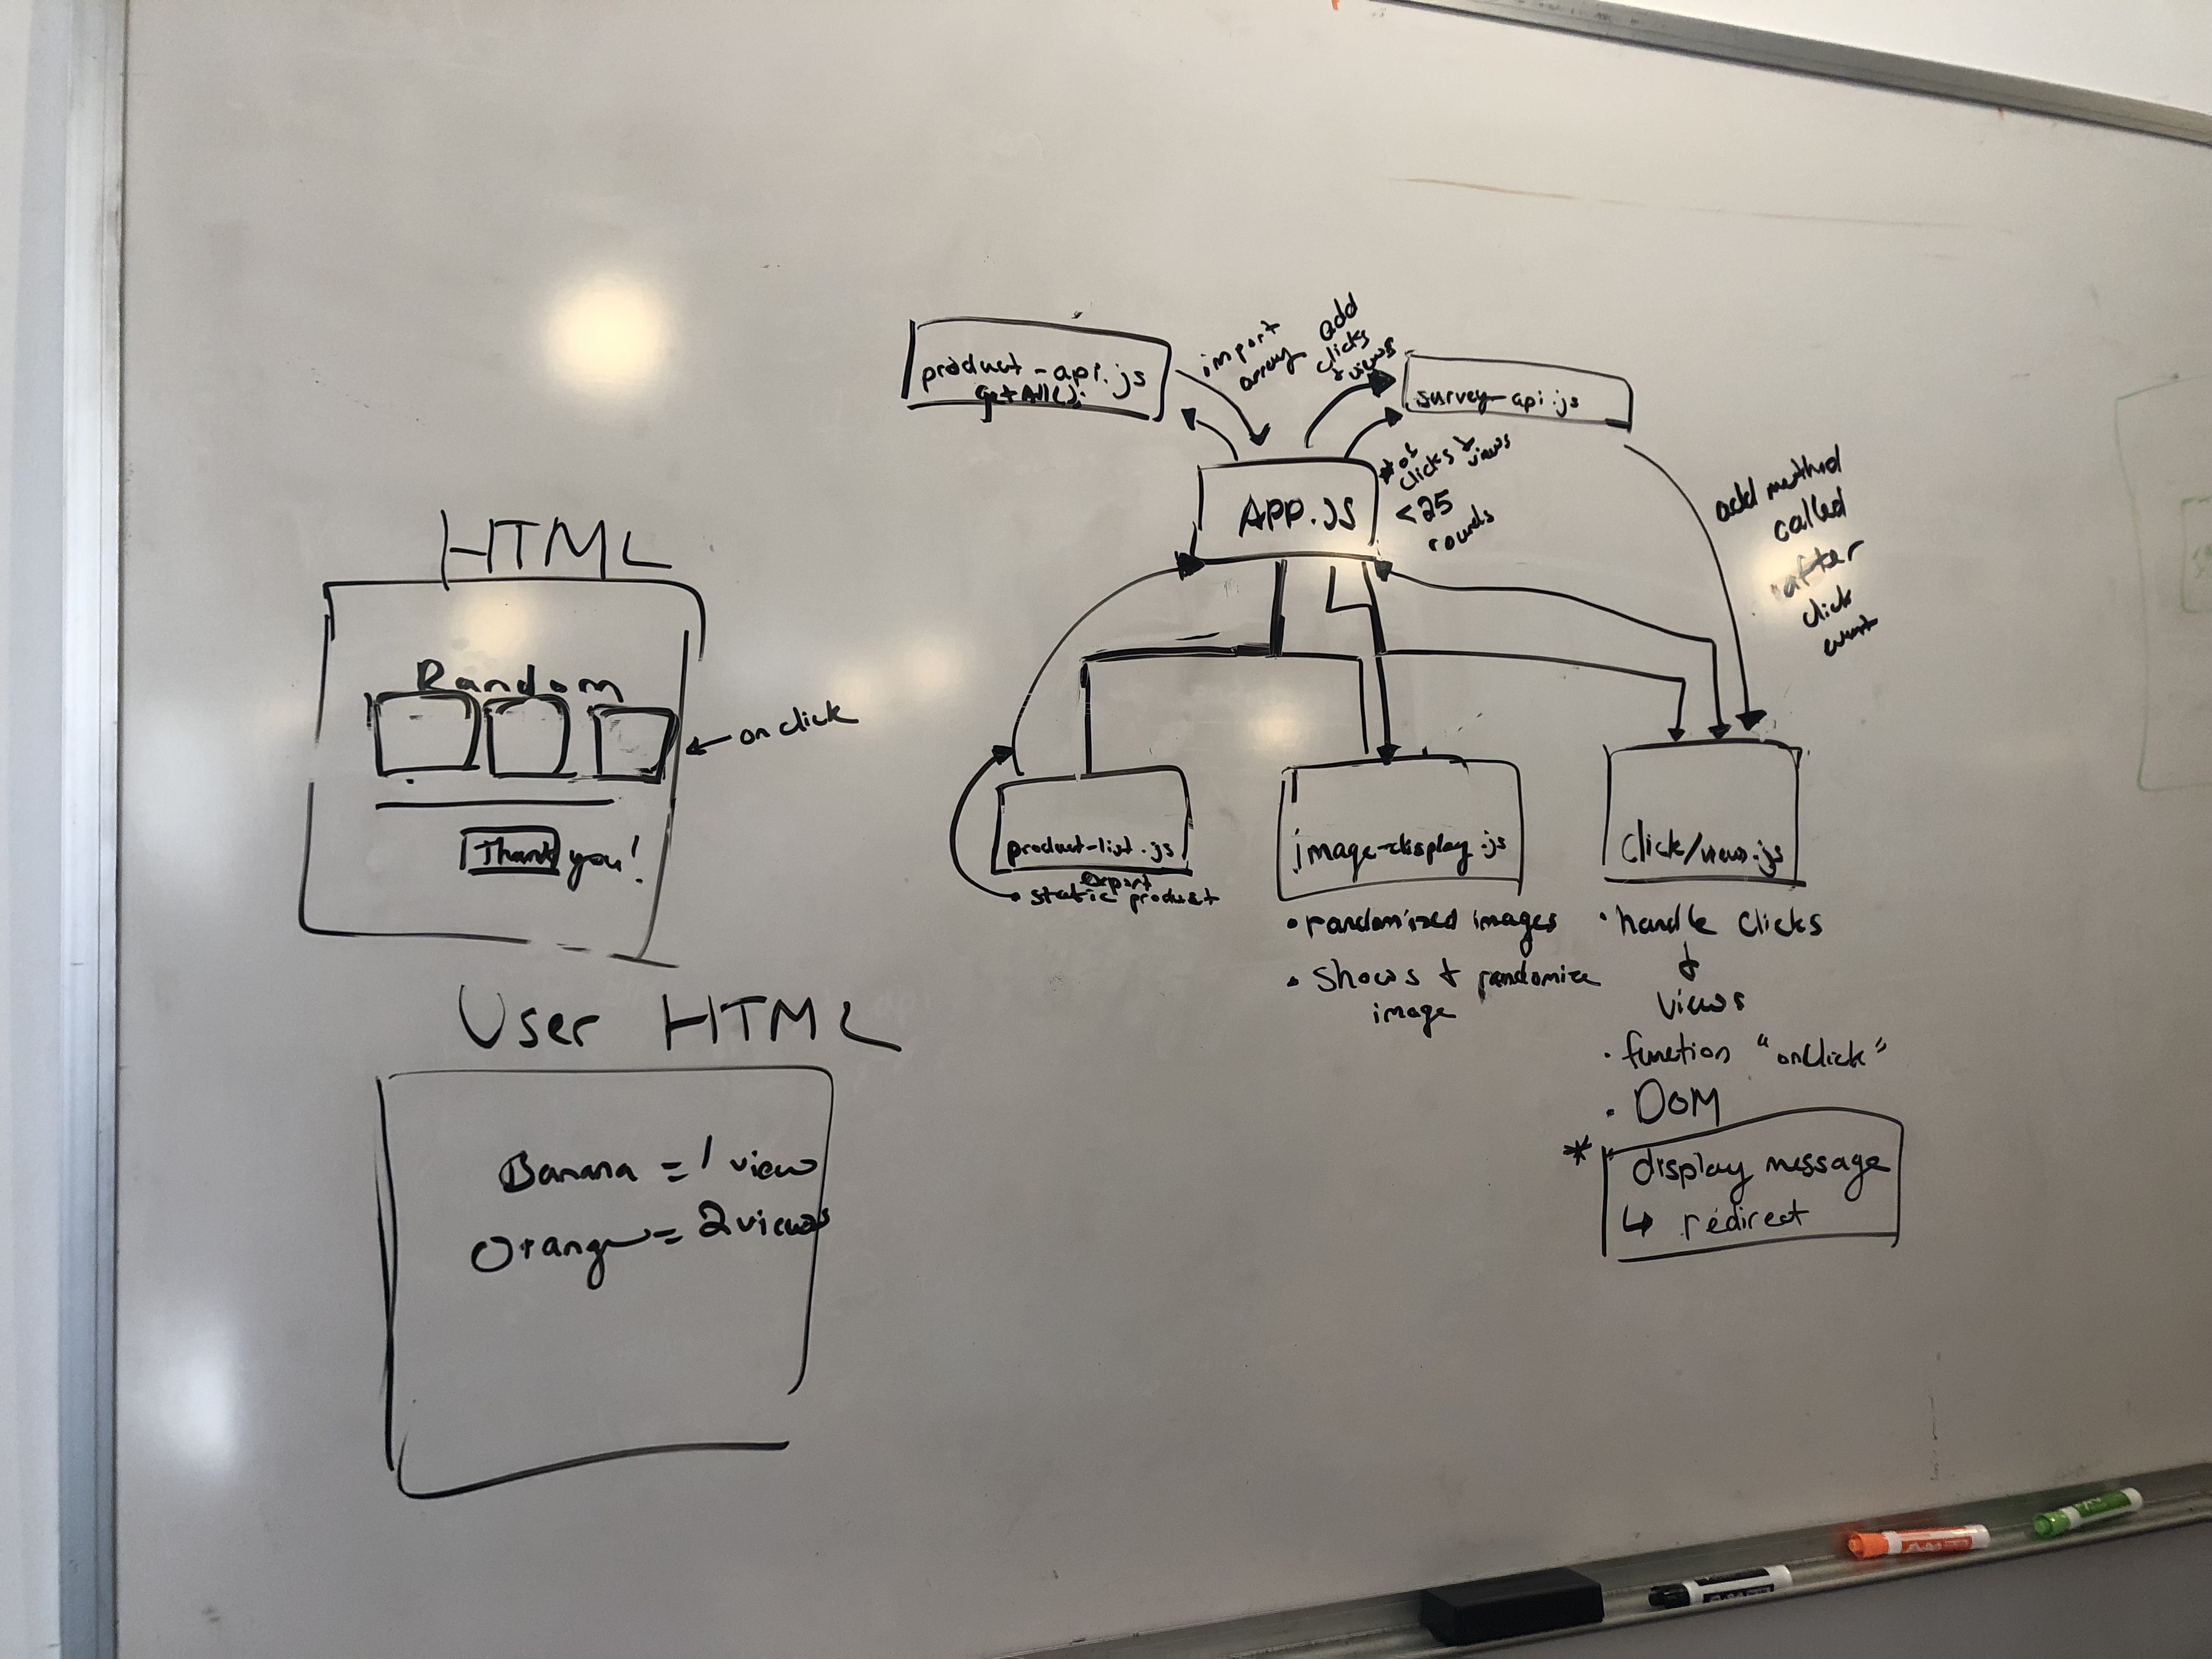 HTML
Random
on click
Thank you!
User HTML
Banana = 1 view
Orange = 2 views
product-api.js
getAll();
import
array
add
clicks
+ views
survey-api.js
# of
clicks + views
< 25
rounds
APP.JS
add method
called
after
click
event
product-list.js
export
• static product
image-display.js
• randomized images
• shows + randomize
image
click/view.js
• handle clicks
+
views
• function "onClick"
• DOM
* display message
↳ redirect